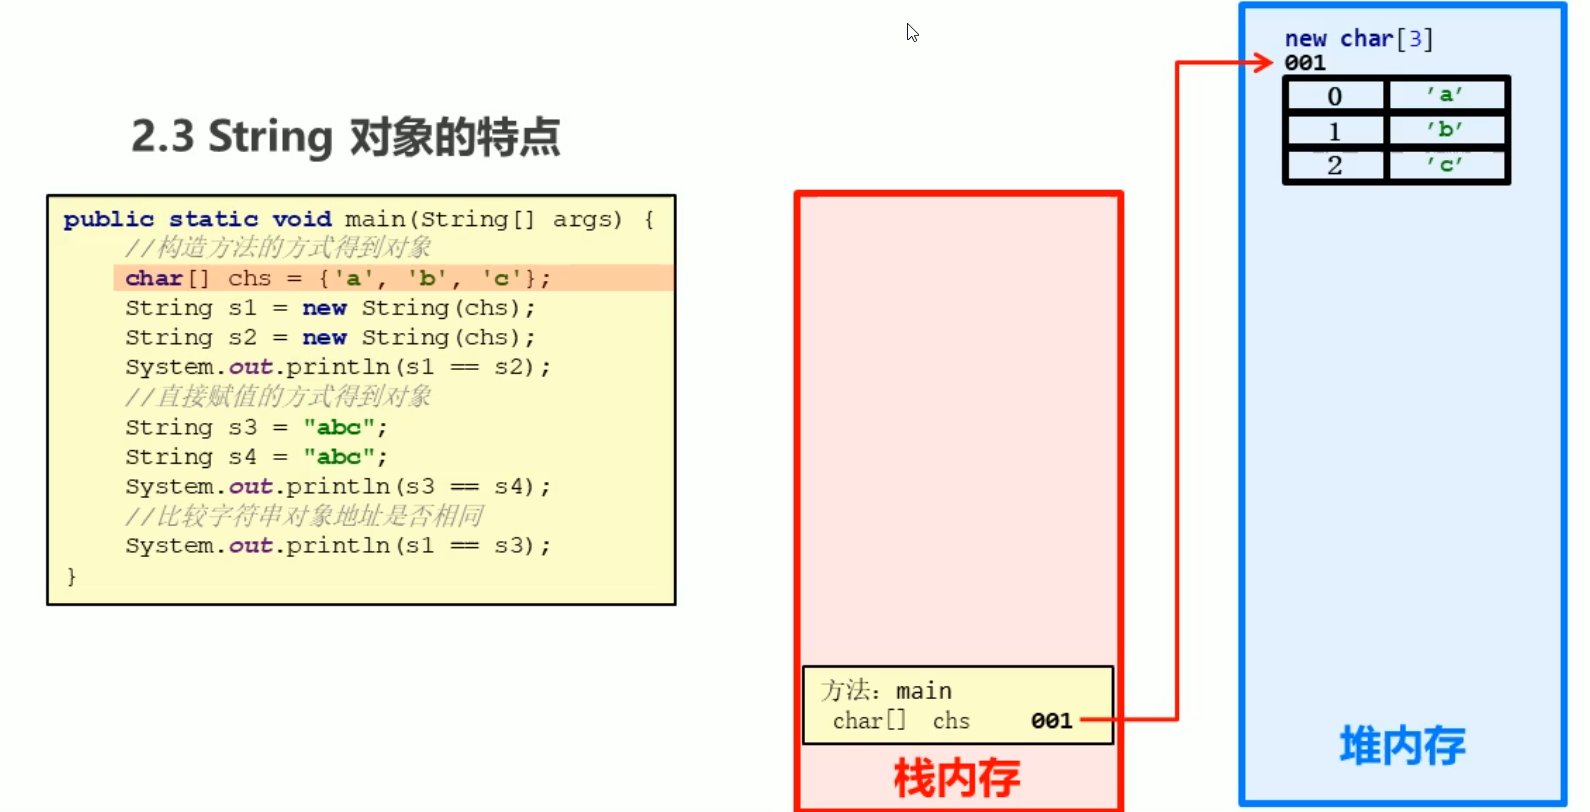 2.3 String 对象的特点
public static void main(String[] args) {
//构造方法的方式得到对象
char[] chs = {'a', 'b', 'c'};
String s1 = new String(chs);
String s2 = new String(chs);
System.out.println(s1 == s2);
//直接赋值的方式得到对象
String s3 = "abc";
String s4 = "abc";
System.out.println(s3 == s4);
//比较字符串对象地址是否相同
System.out.println(s1 == s3);
}
方法：main
char[] chs 001
栈内存
new char[3]
001
0 'a'
1 'b'
2 'c'
堆内存